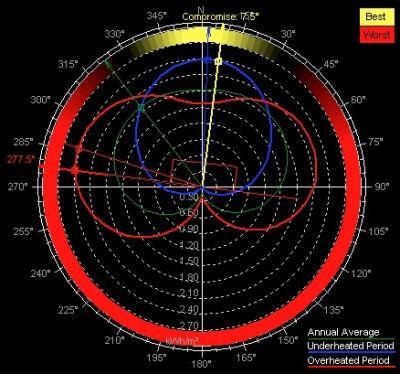 N
345° Compromise: 7.5° 15°
Best
Worst
330° 30°
315° 45°
300° 60°
285° 75°
277.5°
270° 90°
0.30
0.60
255° 0.90 105°
1.20
1.50
240° 1.80 120°
2.10
225° 2.40 135°
2.70
210° kWh/m² 150°
195° 180° 165°
Annual Average
Underheated Period
Overheated Period